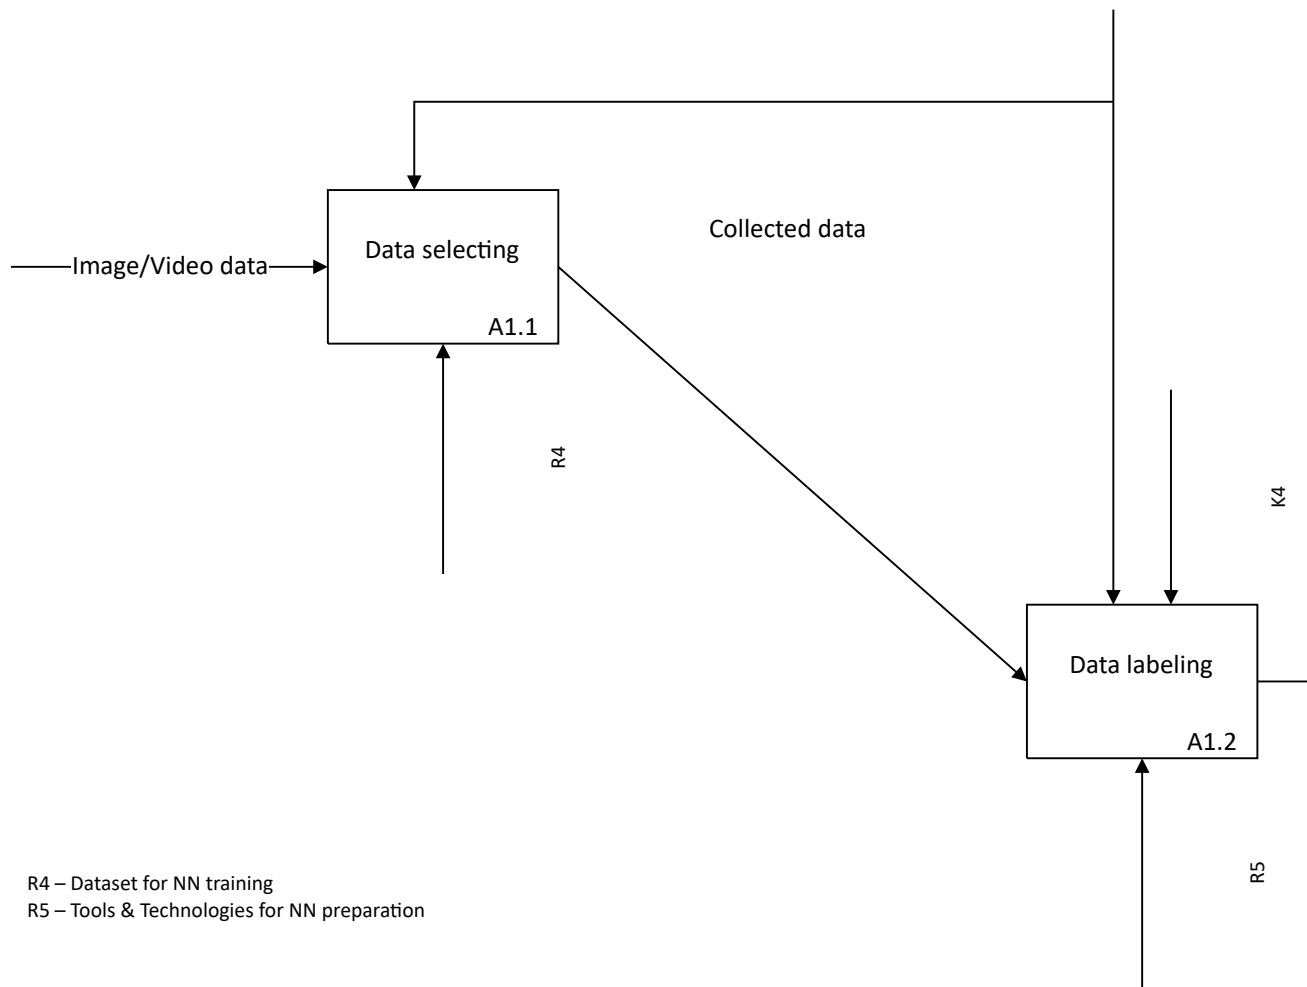 Collected data
Data selecting
Image/Video data
A1.1
R4
K4
Data labeling
A1.2
R5
R4 – Dataset for NN training
R5 – Tools & Technologies for NN preparation